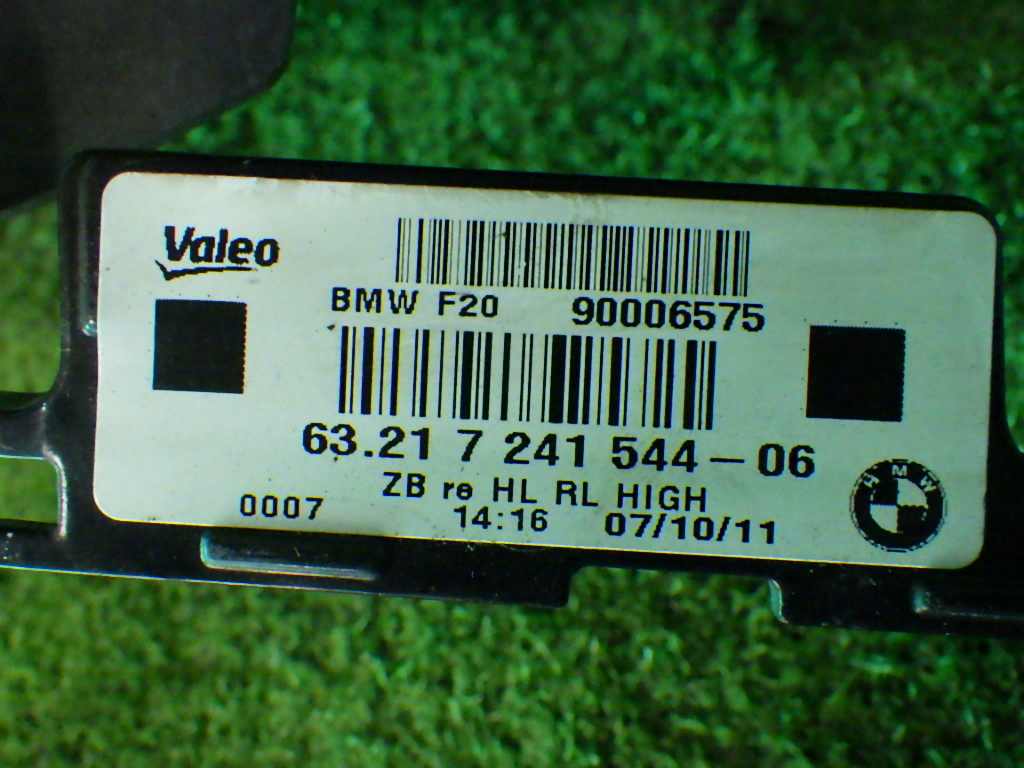 Valeo
BMW F20 90006575
63.21 7 241 544-06
ZB re HL RL HIGH
0007 14:16 07/10/11
BMW